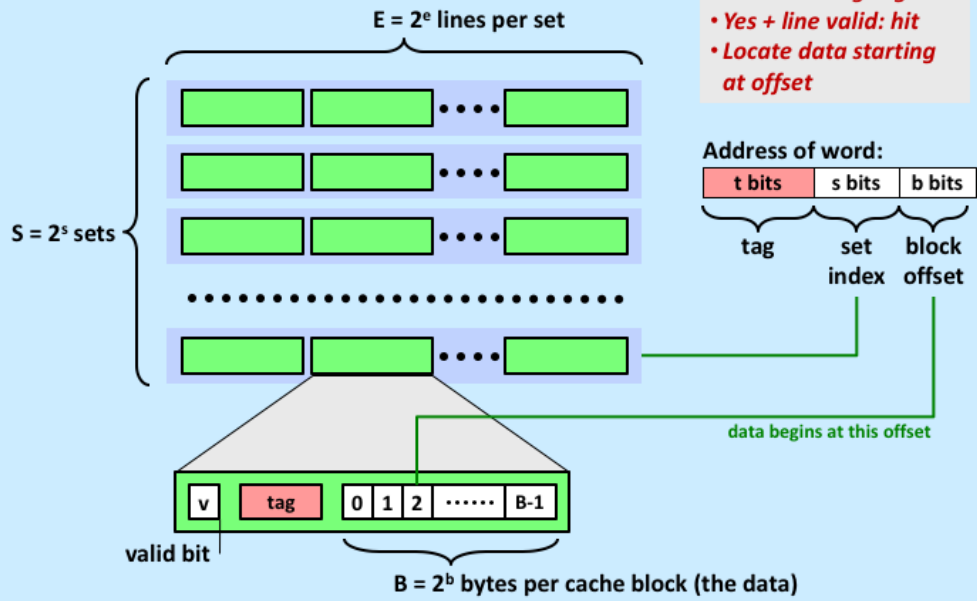 E = 2ᵉ lines per set
• Yes + line valid: hit
• Locate data starting
at offset
Address of word:
t bits s bits b bits
S = 2ˢ sets
tag set block
index offset
data begins at this offset
v tag 0 1 2 •••••• B-1
valid bit
B = 2ᵇ bytes per cache block (the data)